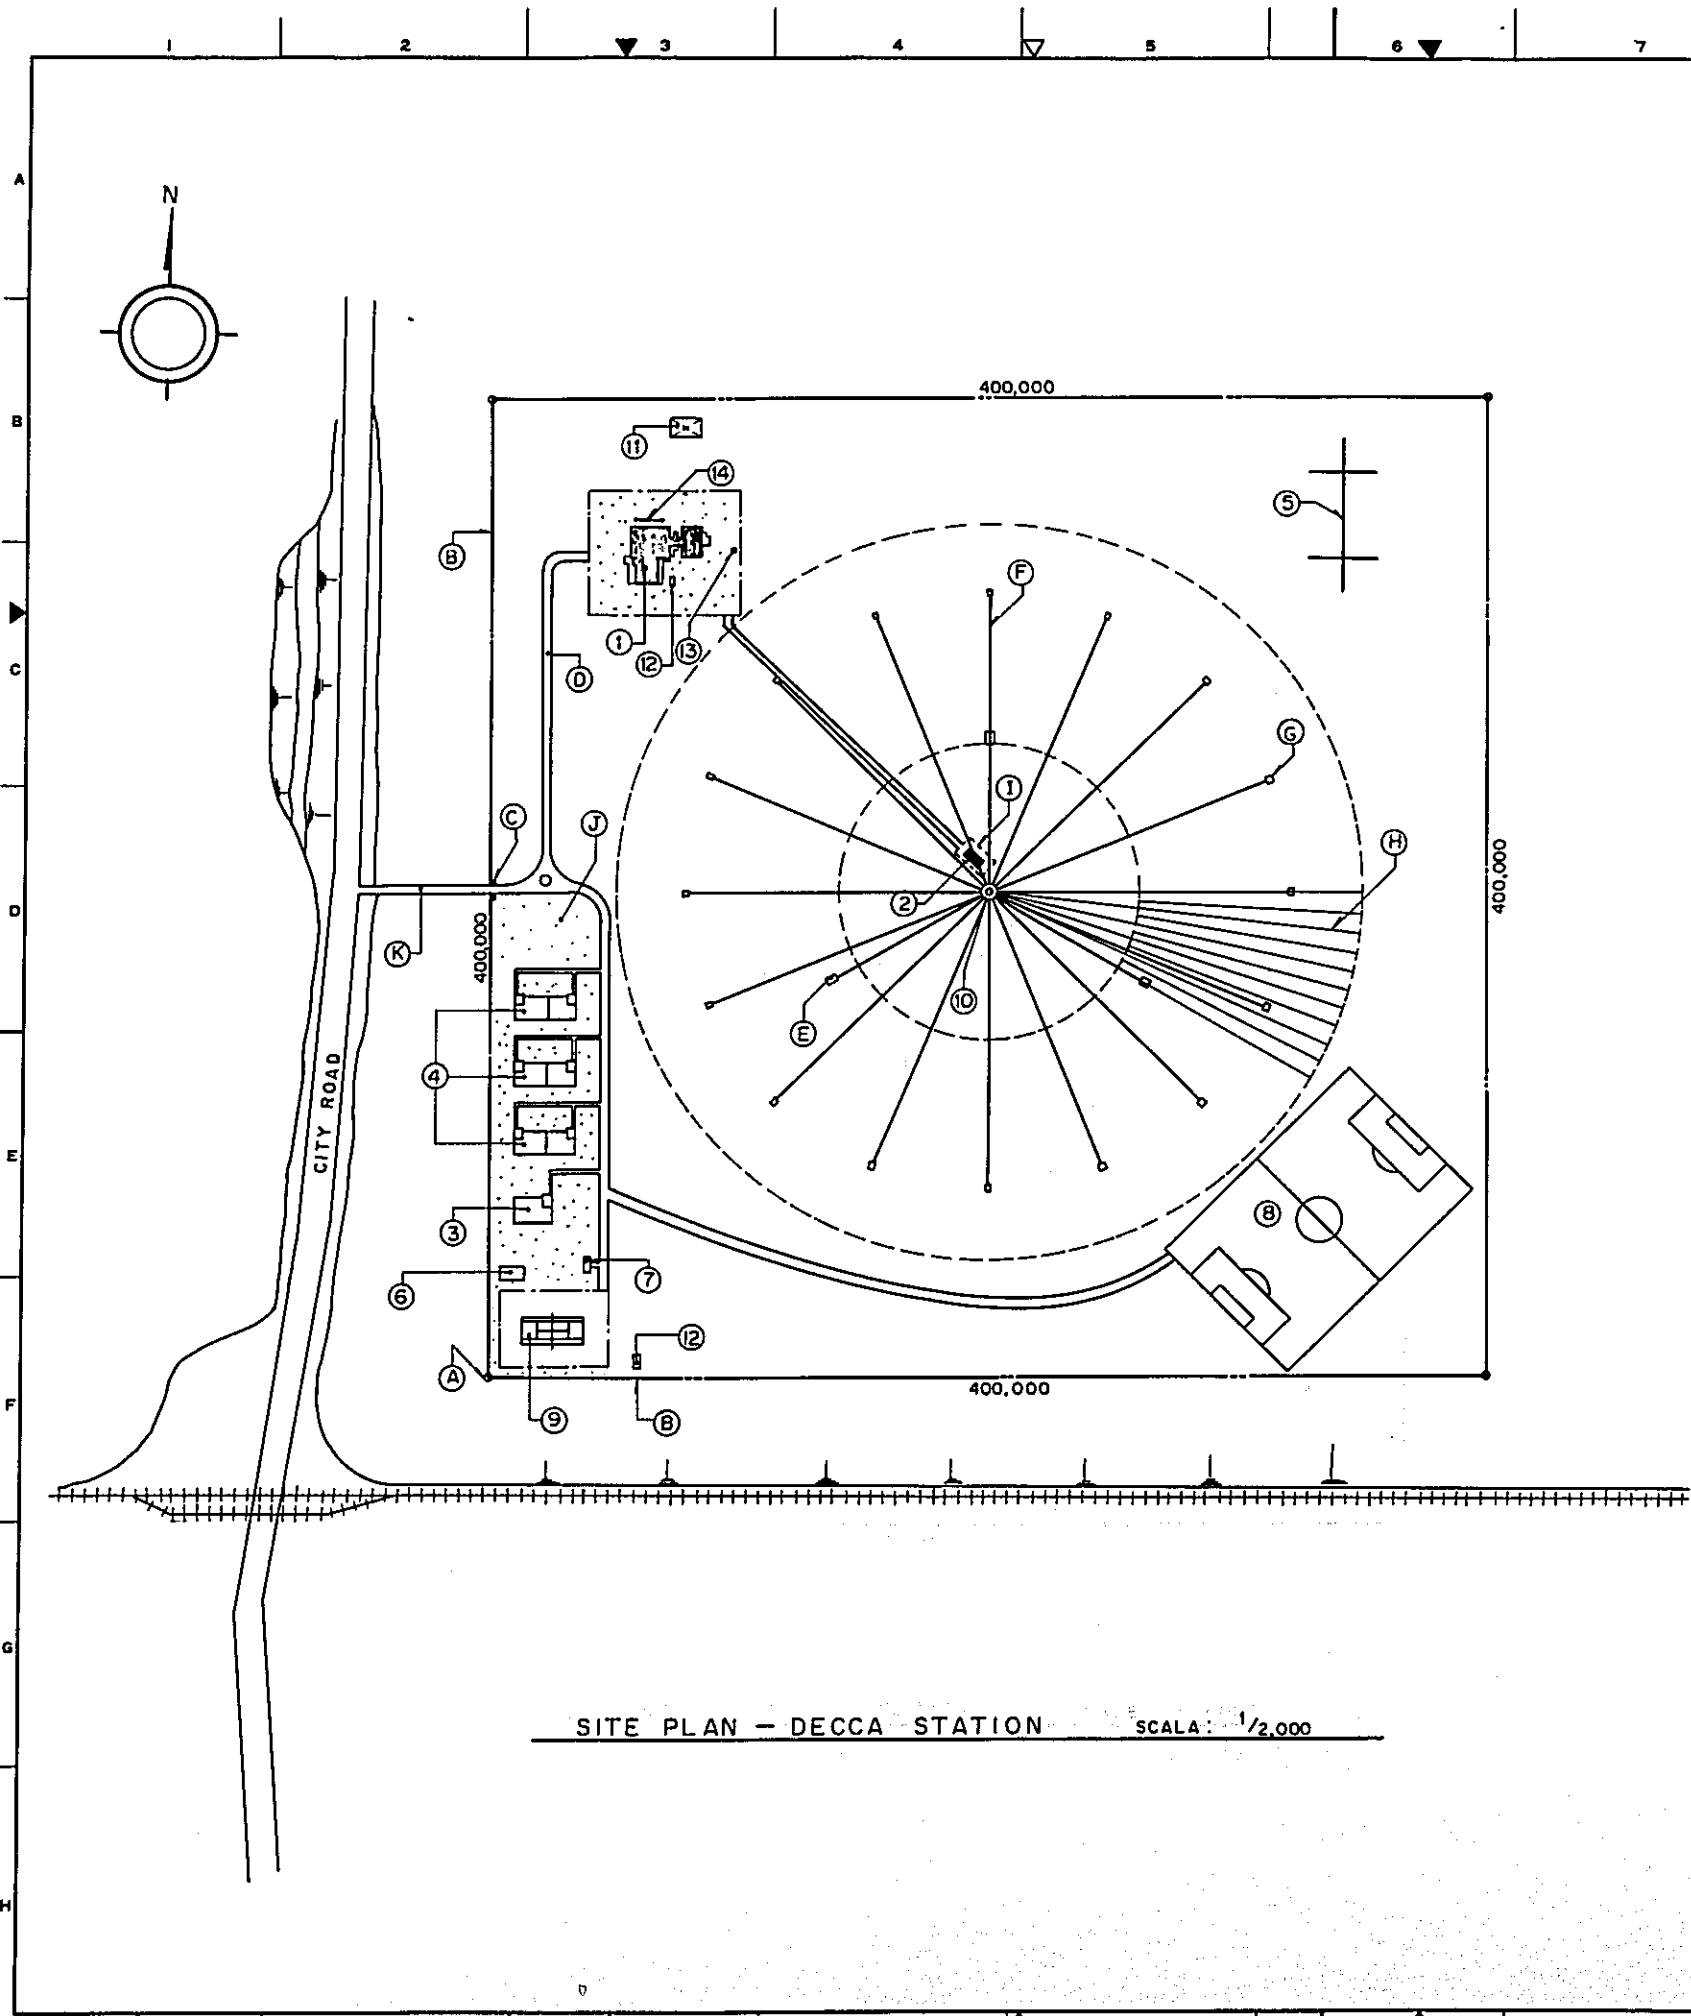 1 2 3 4 5 6 7
A
N
B
400,000
11
14
5
B
F
C
1
12
13
D
G
I
C
J
H
D
2
400,000
400,000
K
10
E
4
CITY ROAD
E
8
3
7
6
12
A
400,000
F
9
B
G
SITE PLAN — DECCA STATION SCALA: 1/2,000
H